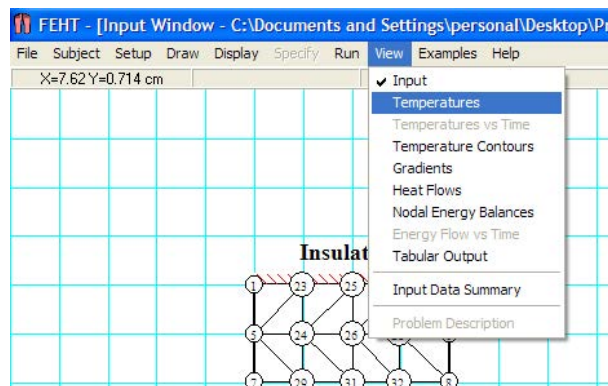 FEHT - [Input Window - C:\Documents and Settings\personal\Desktop\Pr
File Subject Setup Draw Display Specify Run View Examples Help
X=7.62 Y=0.714 cm
Input
Temperatures
Temperatures vs Time
Temperature Contours
Gradients
Heat Flows
Nodal Energy Balances
Energy Flow vs Time
Tabular Output
Input Data Summary
Problem Description
Insulat
1 23 25
5 24 26
7 29 31 32 8